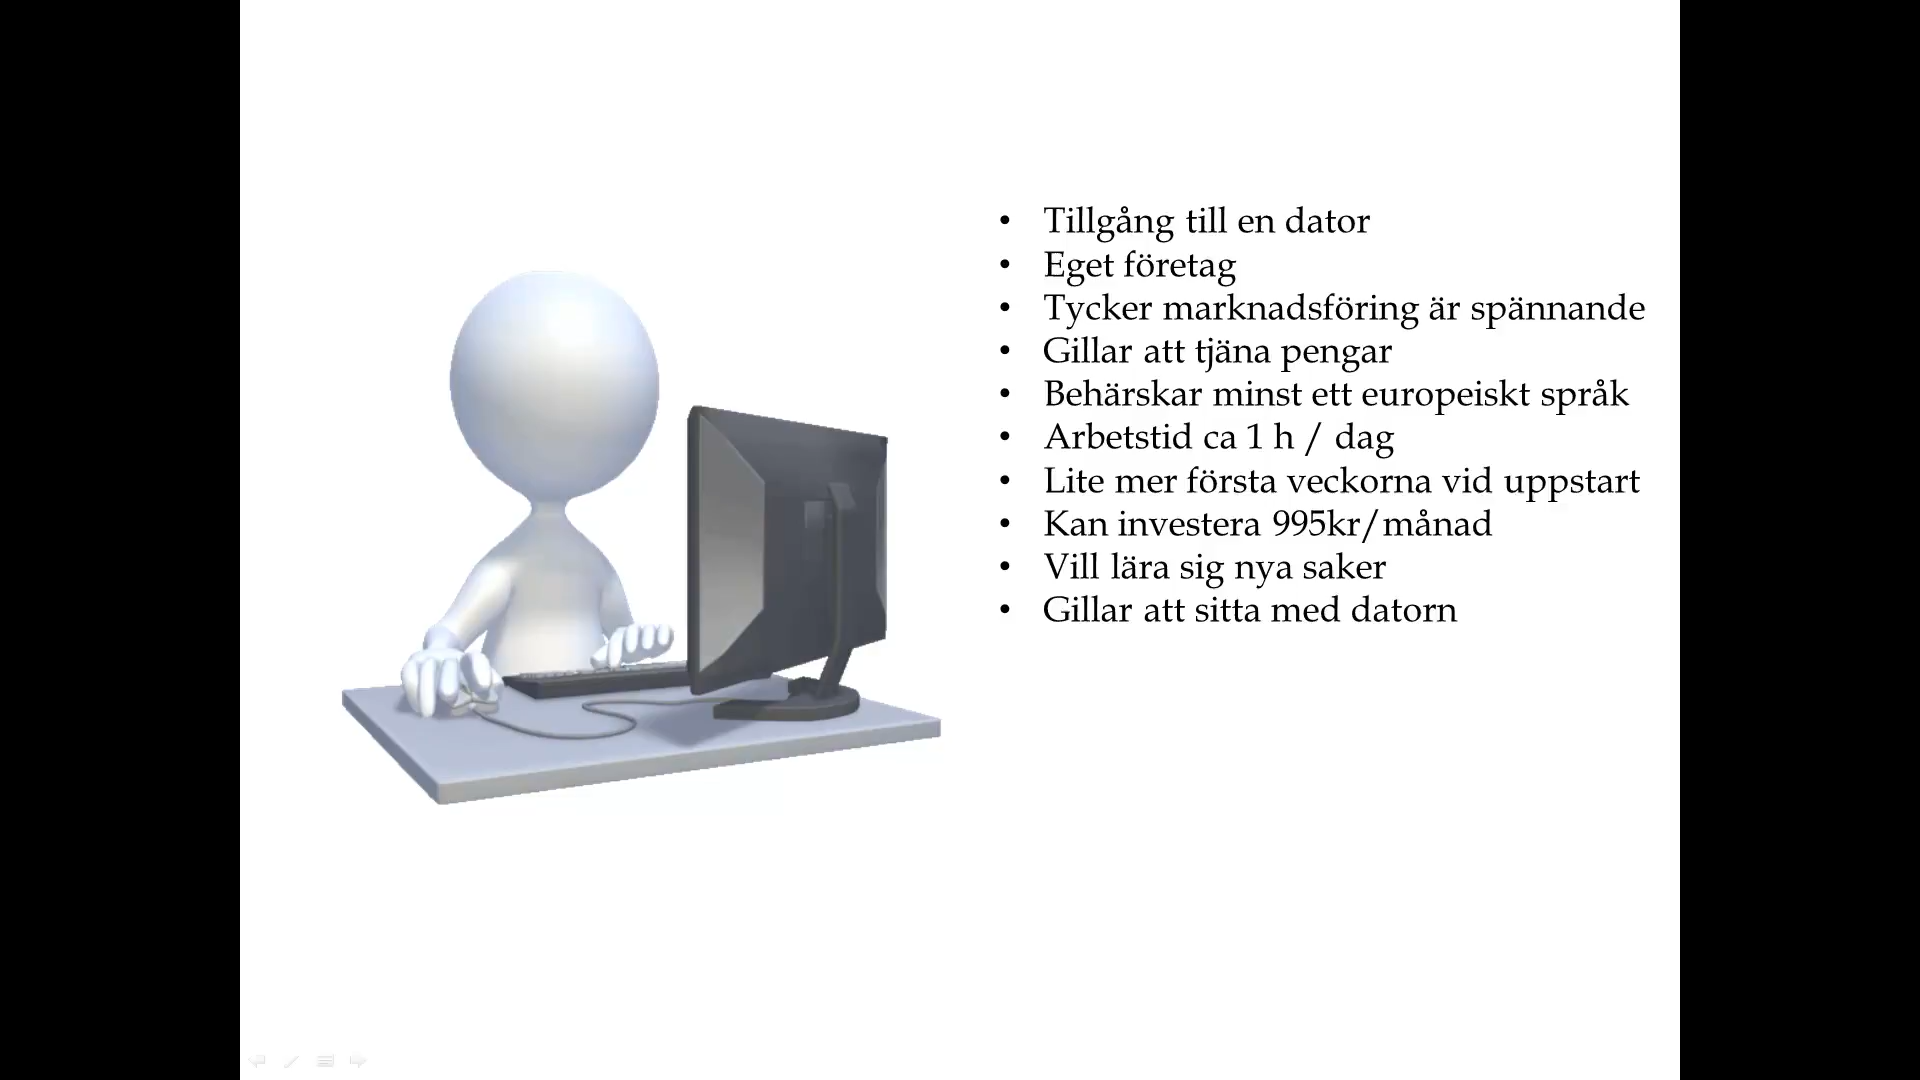 • Tillgång till en dator
• Eget företag
• Tycker marknadsföring är spännande
• Gillar att tjäna pengar
• Behärskar minst ett europeiskt språk
• Arbetstid ca 1 h / dag
• Lite mer första veckorna vid uppstart
• Kan investera 995kr/månad
• Vill lära sig nya saker
• Gillar att sitta med datorn